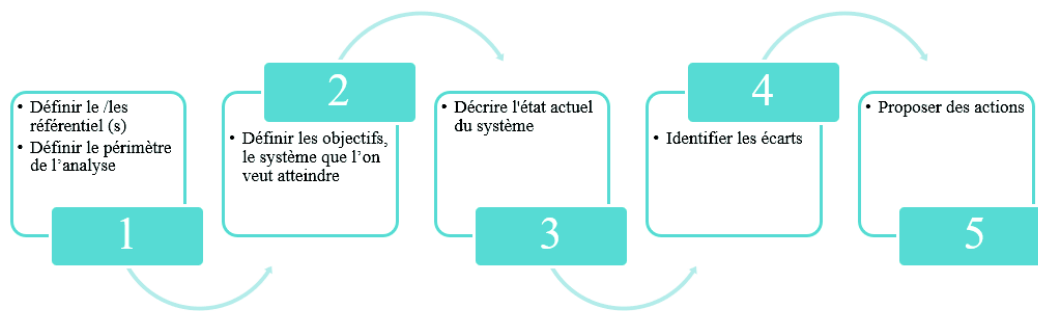 • Définir le /les
référentiel (s)
• Définir le périmètre
de l’analyse
1
2
• Définir les objectifs,
le système que l’on
veut atteindre
• Décrire l'état actuel
du système
3
4
• Identifier les écarts
• Proposer des actions
5